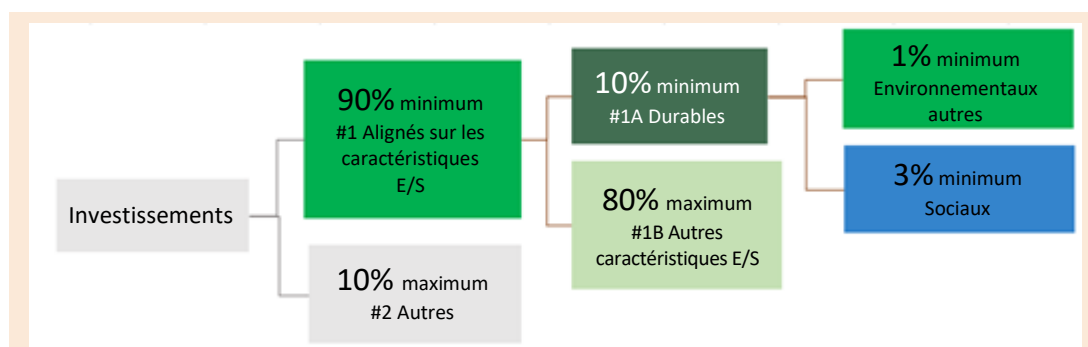 Investissements
90% minimum
#1 Alignés sur les
caractéristiques
E/S
10% maximum
#2 Autres
10% minimum
#1A Durables
80% maximum
#1B Autres
caractéristiques E/S
1% minimum
Environnementaux
autres
3% minimum
Sociaux